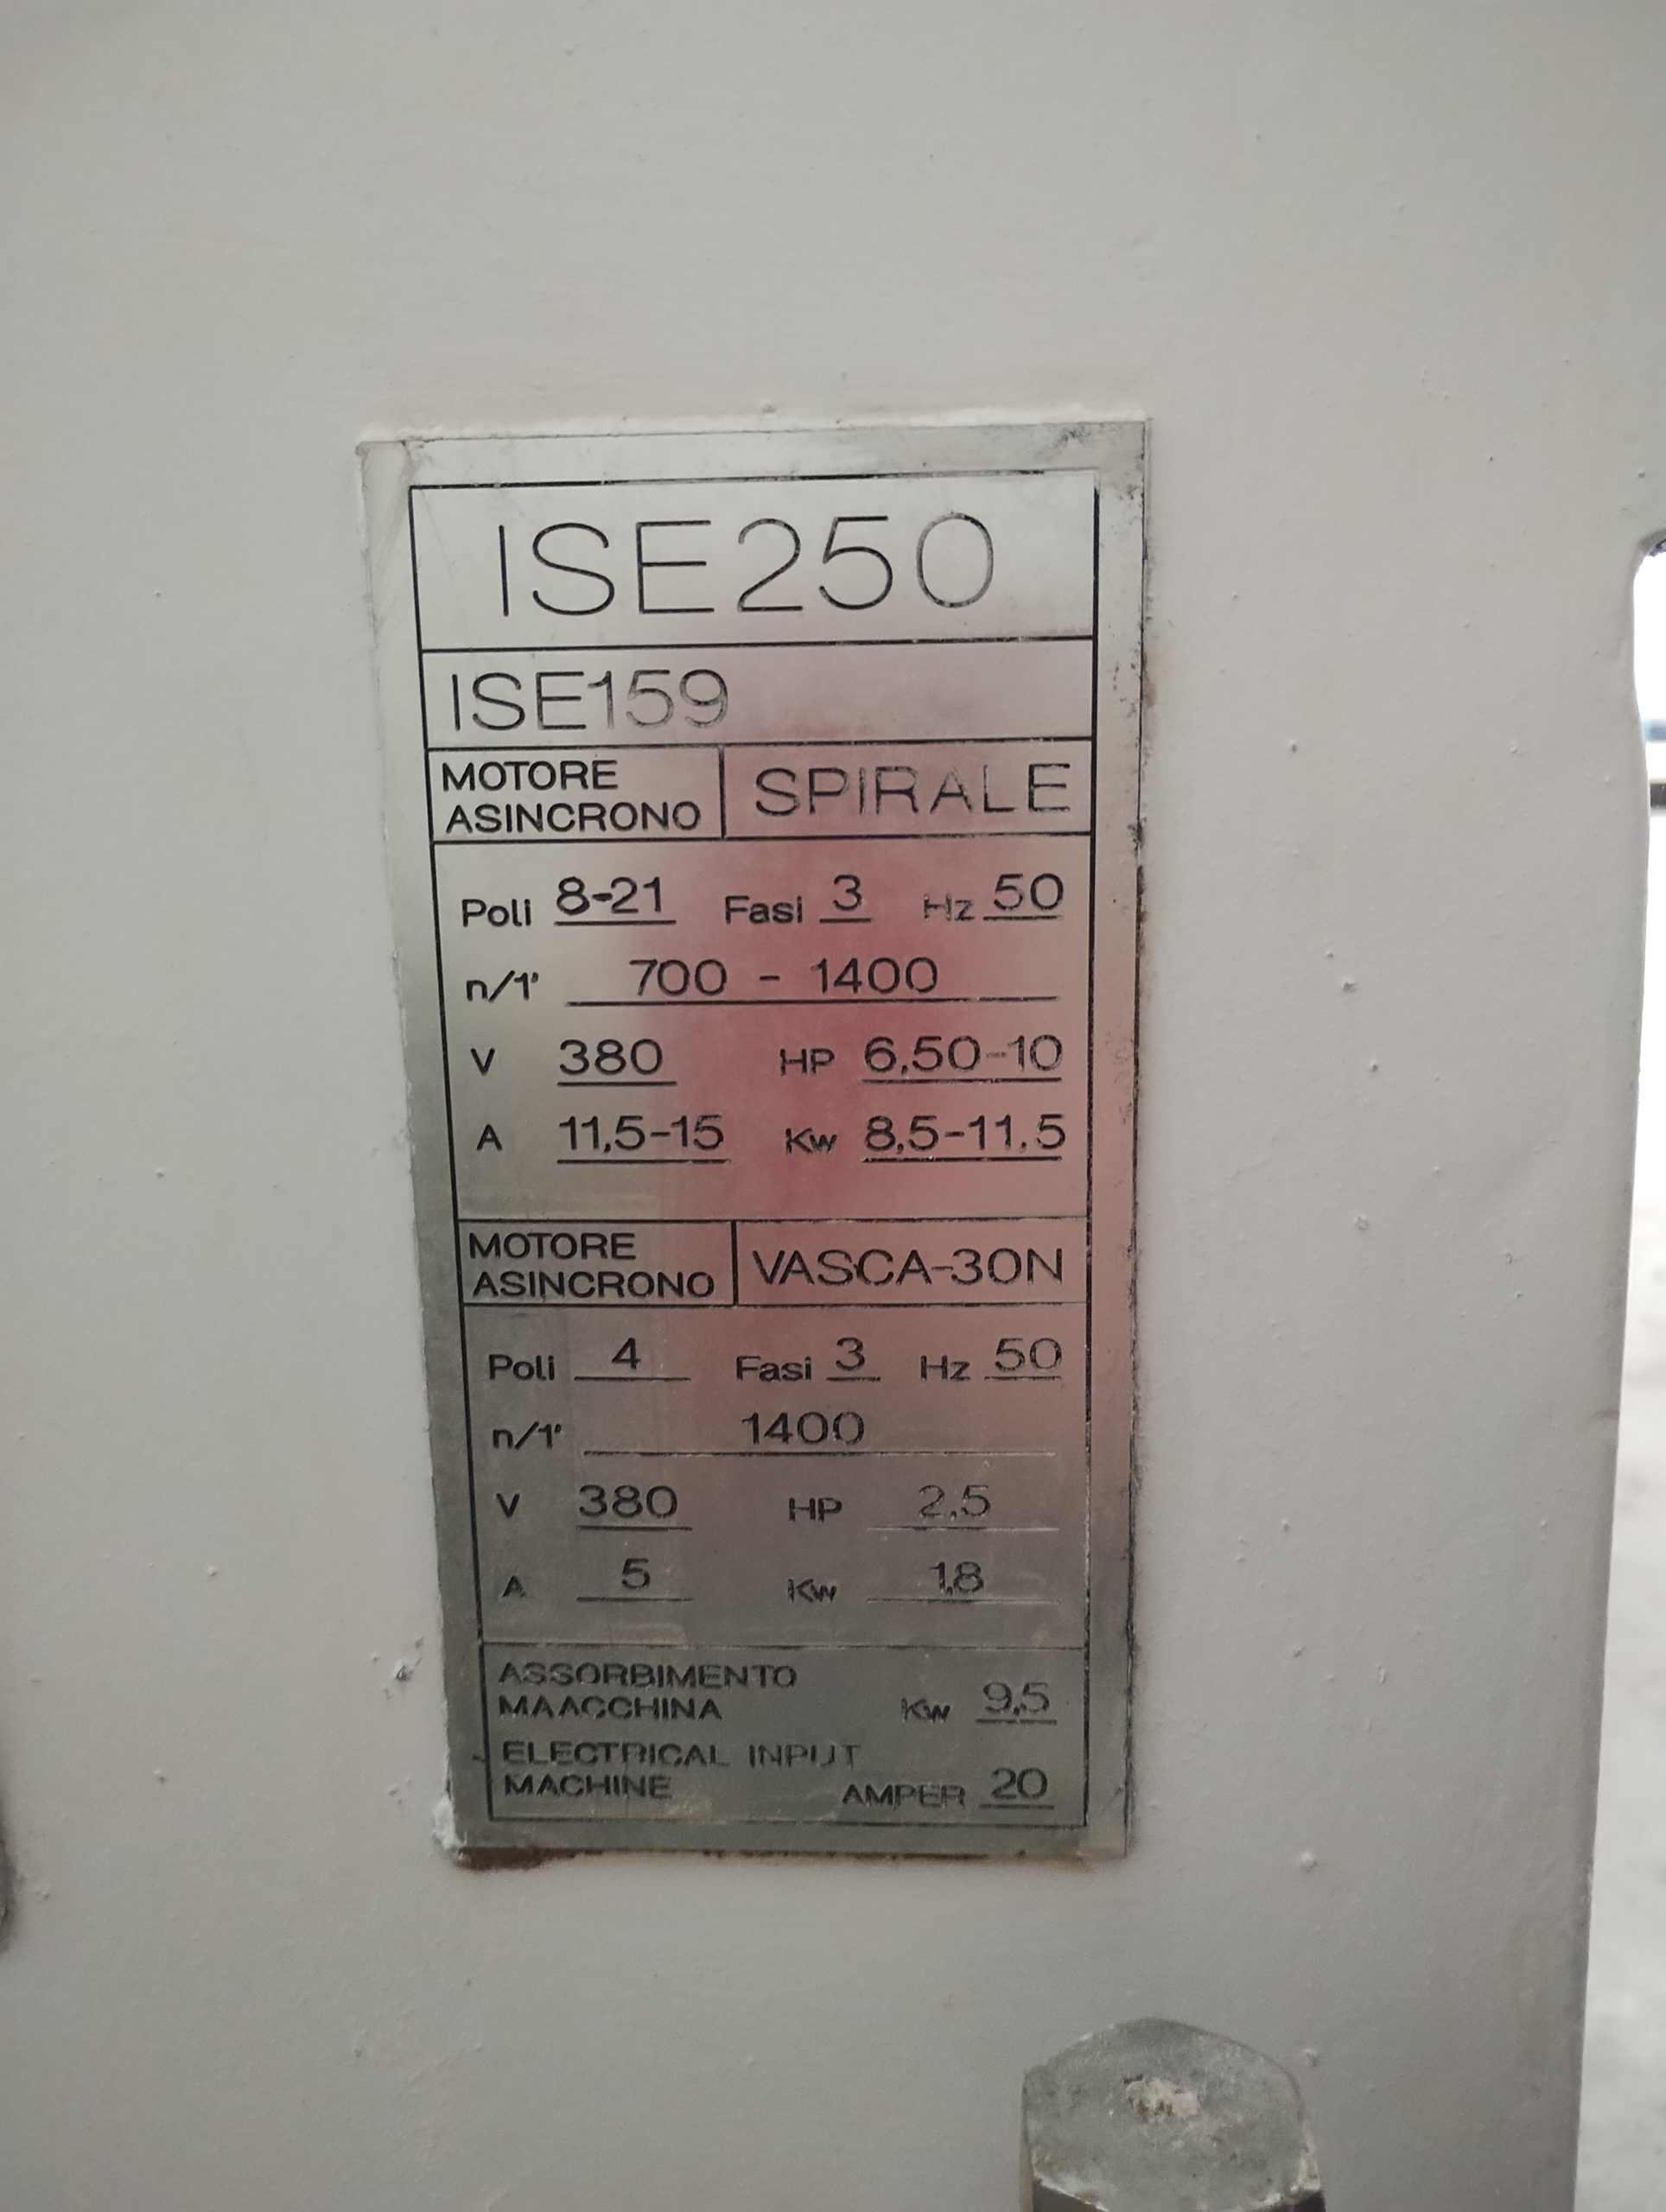 ISE250
ISE159
MOTORE ASINCRONO SPIRALE
Poli 8-21 Fasi 3 Hz 50
n/1' 700 - 1400
V 380 HP 6,50-10
A 11,5-15 Kw 8,5-11.5
MOTORE ASINCRONO VASCA-30N
Poli 4 Fasi 3 Hz 50
n/1' 1400
V 380 HP 2,5
A 5 Kw 1,8
ASSORBIMENTO
MAACCHINA Kw 9,5
ELECTRICAL INPUT
MACHINE AMPER 20